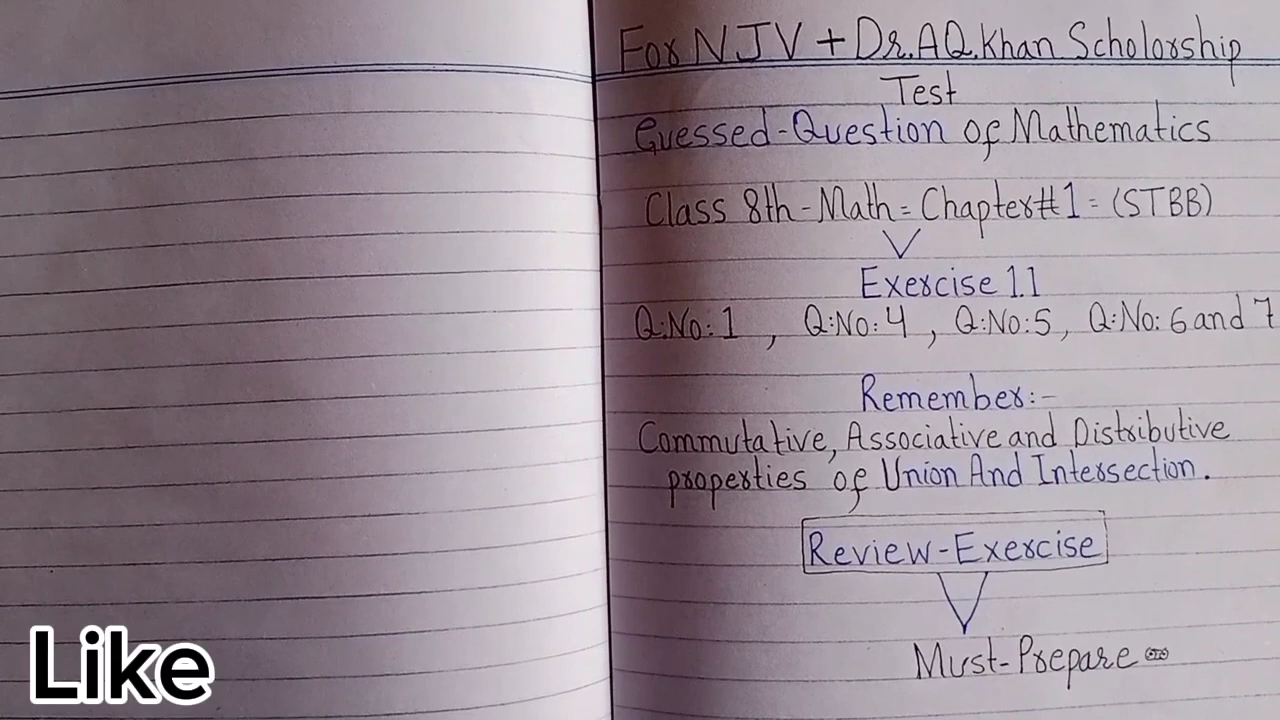 For NJV + Dr.AQ.Khan Scholorship
Test
Guessed-Question of Mathematics
Class 8th-Math = Chapter#1 = (STBB)
Exercise 1.1
Q:No:1 , Q:No:4 , Q:No:5, Q:No: 6 and 7
Remember:-
Commutative, Associative and Distributive
properties of Union And Intersection.
Review-Exercise
Must-Prepare
Like